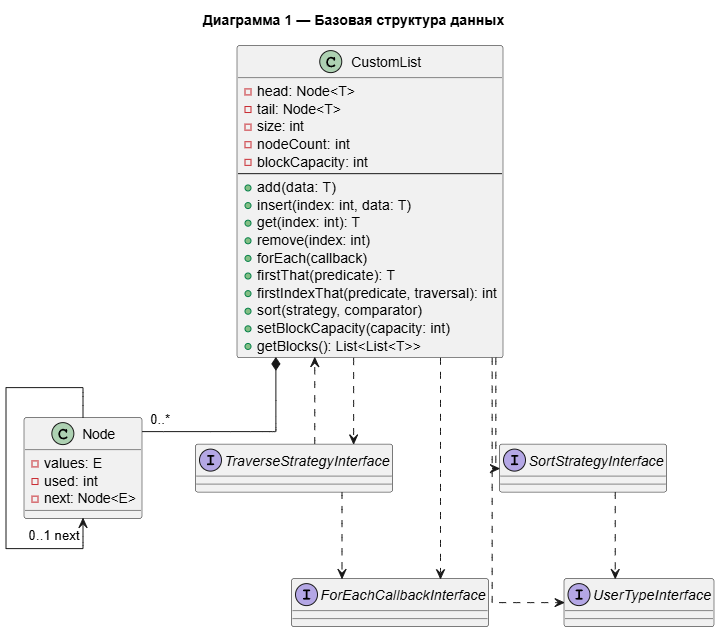 Диаграмма 1 — Базовая структура данных
C CustomList
head: Node<T>
tail: Node<T>
size: int
nodeCount: int
blockCapacity: int
add(data: T)
insert(index: int, data: T)
get(index: int): T
remove(index: int)
forEach(callback)
firstThat(predicate): T
firstIndexThat(predicate, traversal): int
sort(strategy, comparator)
setBlockCapacity(capacity: int)
getBlocks(): List<List<T>>
0..*
C Node
values: E
used: int
next: Node<E>
0..1 next
I TraverseStrategyInterface
I SortStrategyInterface
I ForEachCallbackInterface
I UserTypeInterface